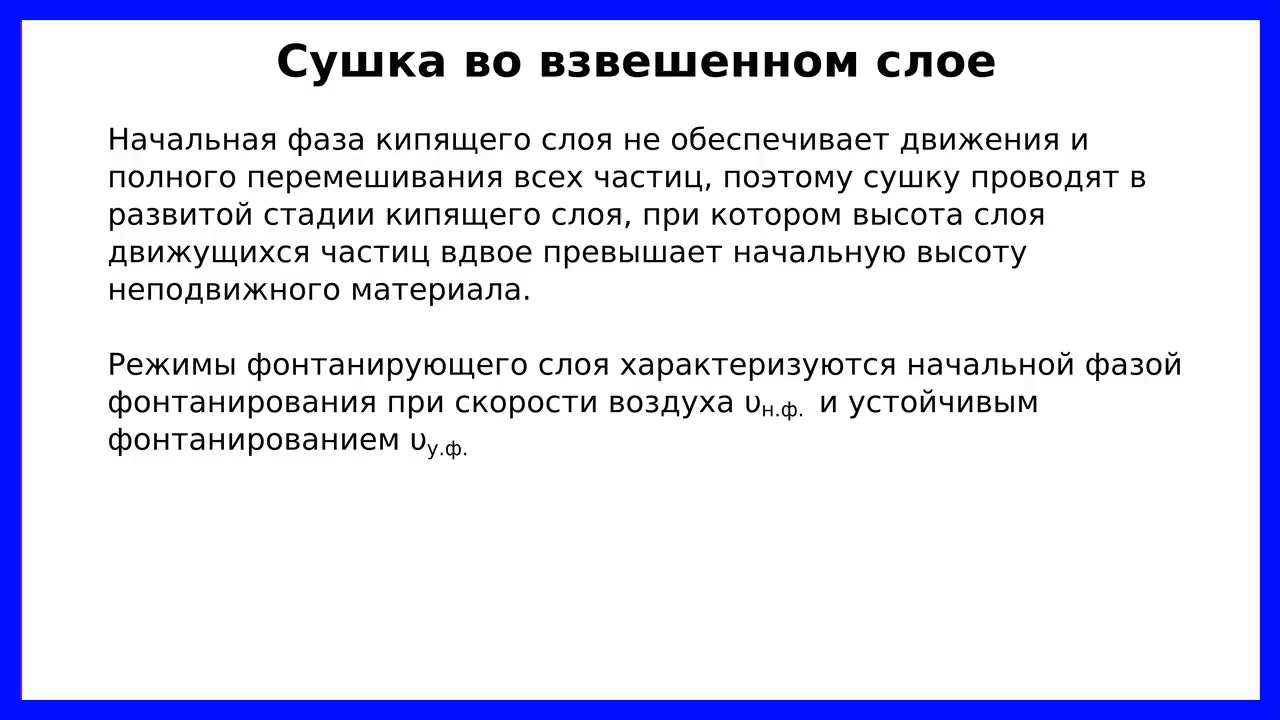 Сушка во взвешенном слое
Начальная фаза кипящего слоя не обеспечивает движения и
полного перемешивания всех частиц, поэтому сушку проводят в
развитой стадии кипящего слоя, при котором высота слоя
движущихся частиц вдвое превышает начальную высоту
неподвижного материала.
Режимы фонтанирующего слоя характеризуются начальной фазой
фонтанирования при скорости воздуха υн.ф. и устойчивым
фонтанированием υу.ф.